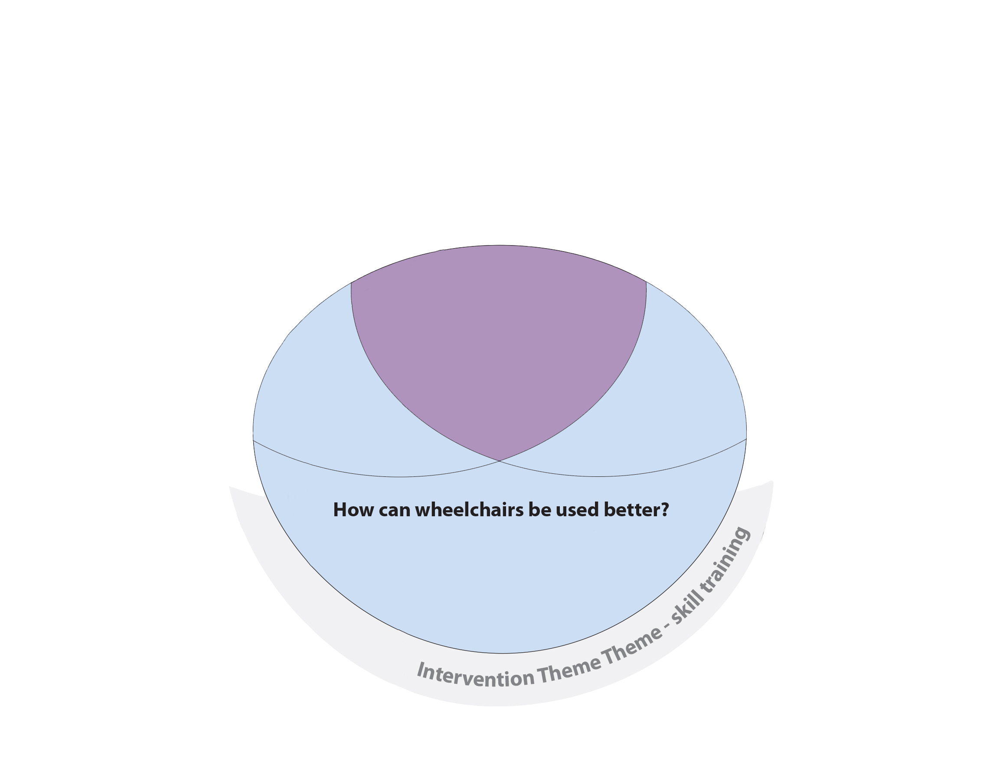 How can wheelchairs be used better?
Intervention Theme Theme - skill training